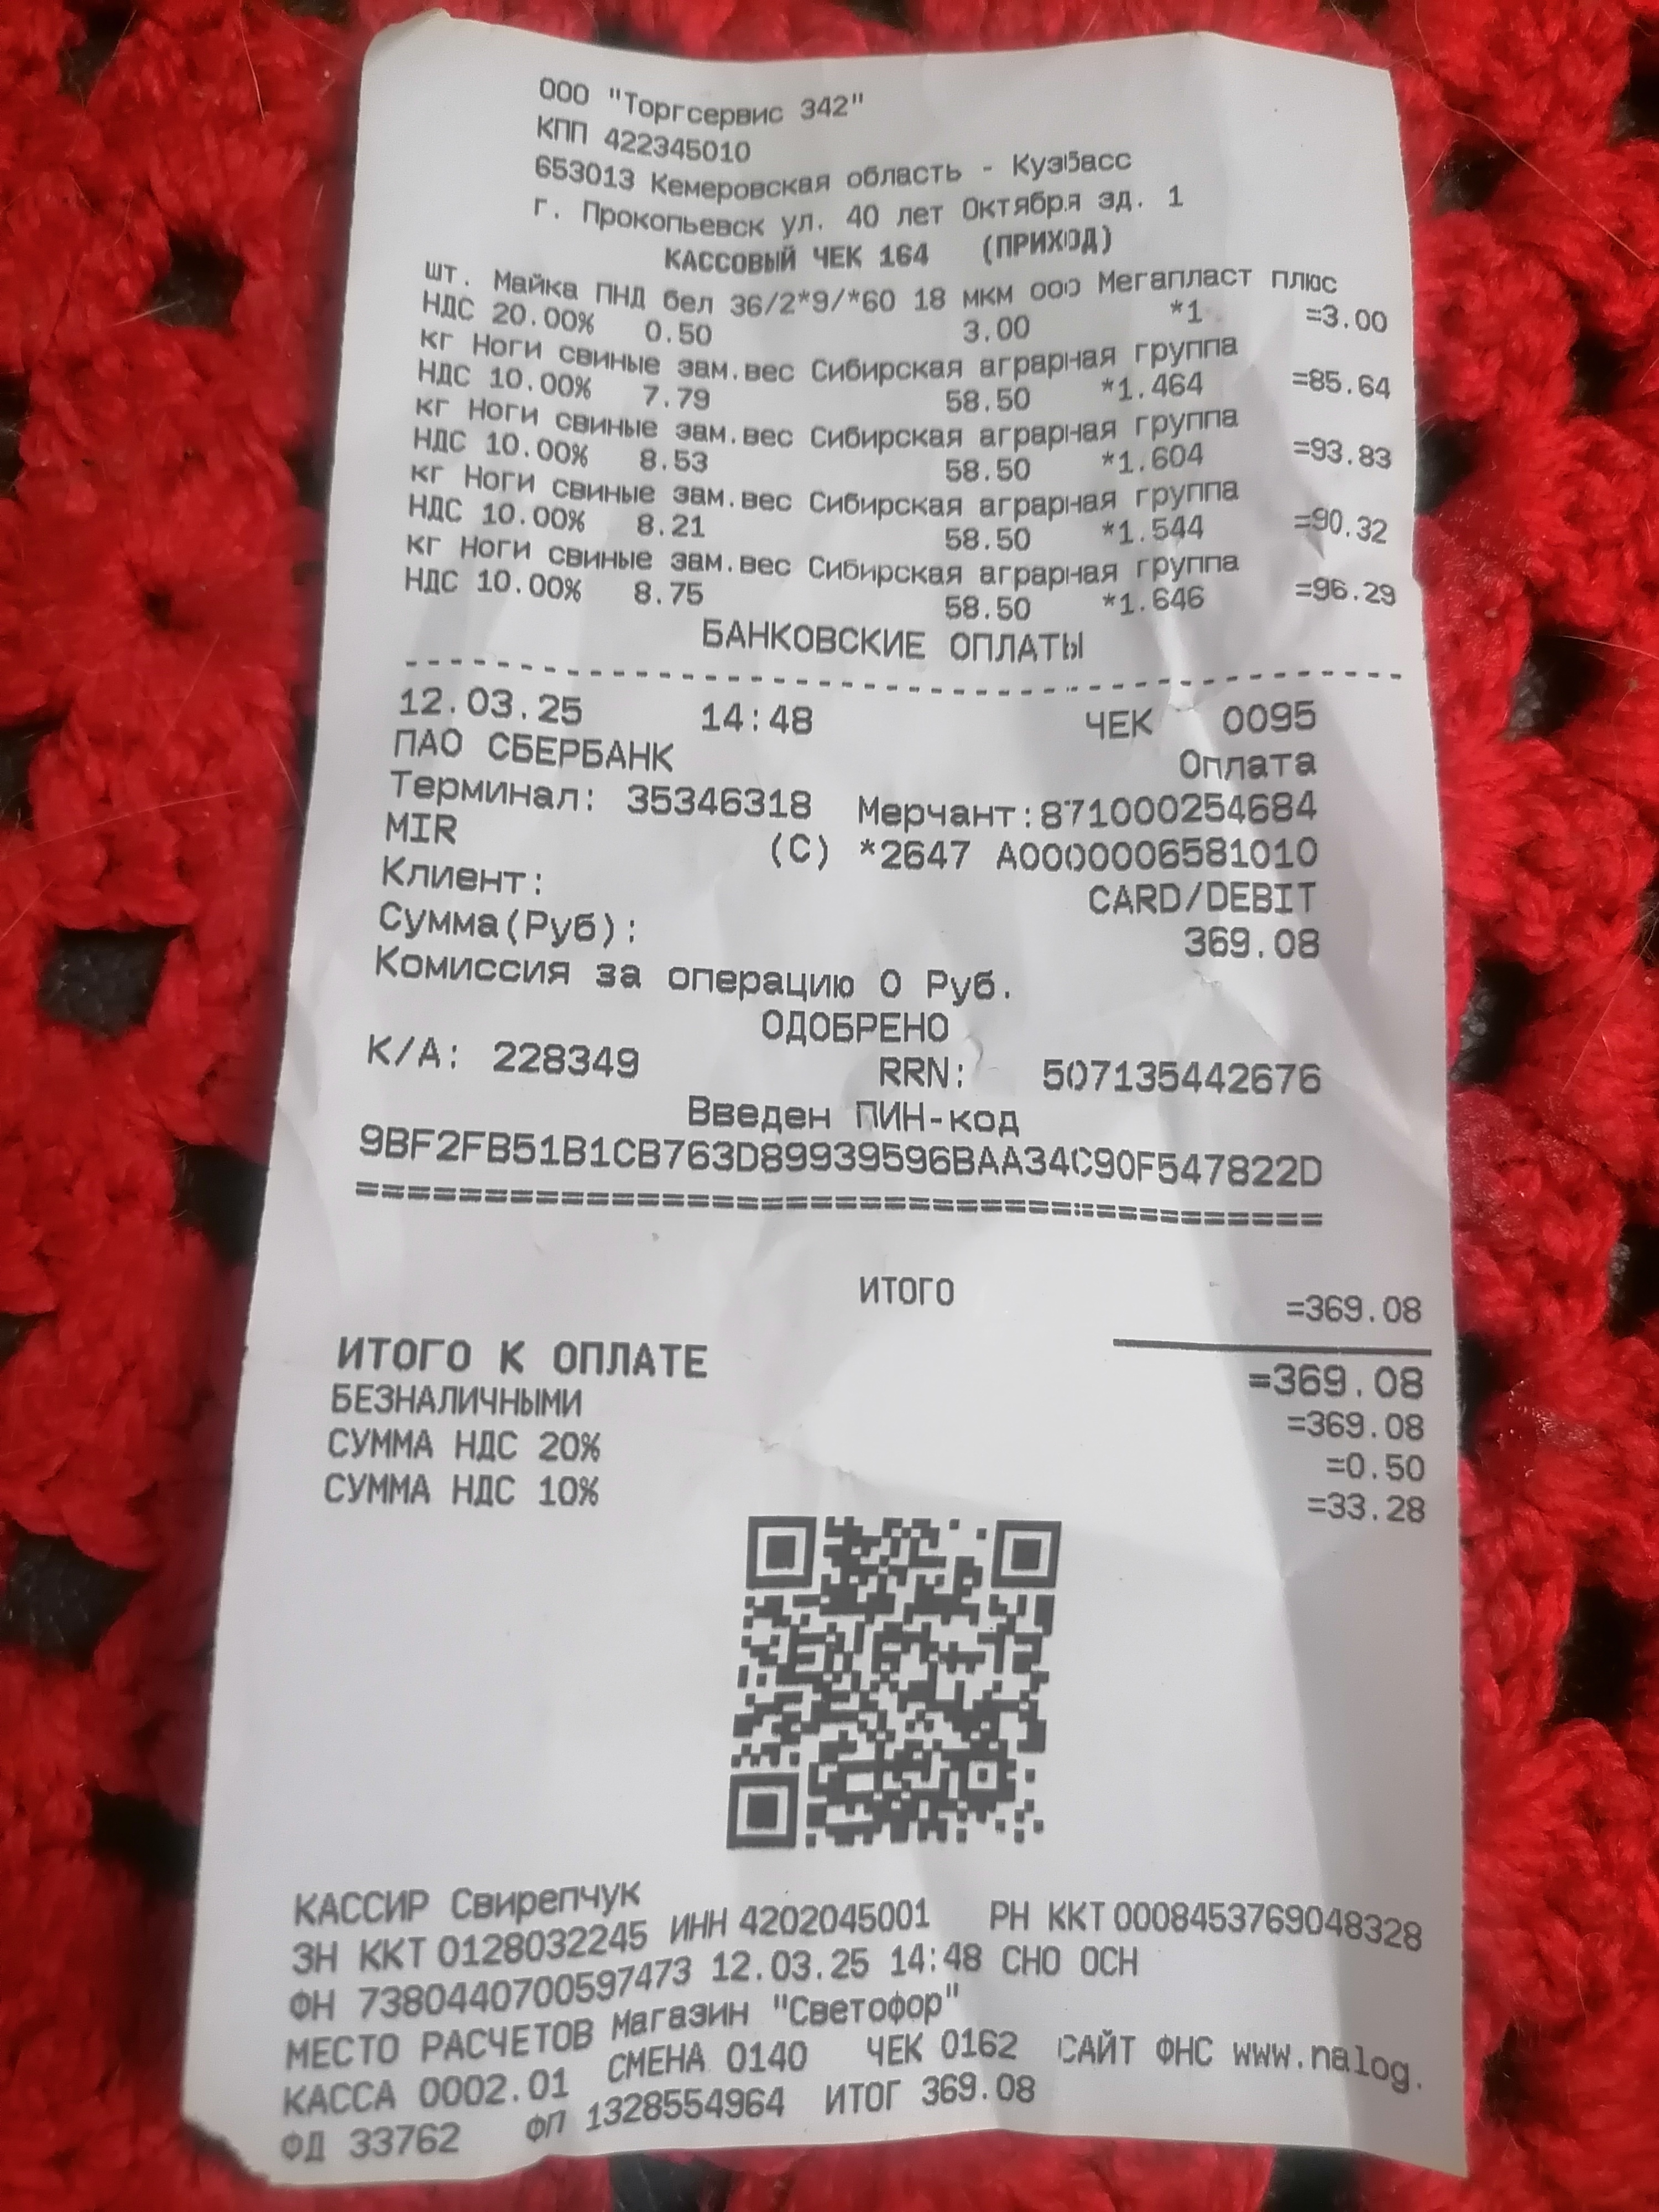 ООО "Торгсервис 342"
КПП 422345010
653013 Кемеровская область - Кузбасс
г. Прокопьевск ул. 40 лет Октября зд. 1
КАССОВЫЙ ЧЕК 164 (ПРИХОД)
шт. Майка ПНД бел 36/2*9/*60 18 мкм ооо Мегапласт плюс
НДС 20.00% 0.50 3.00 *1 =3.00
кг Ноги свиные зам.вес Сибирская аграрная группа
НДС 10.00% 7.79 58.50 *1.464 =85.64
кг Ноги свиные зам.вес Сибирская аграрная группа
НДС 10.00% 8.53 58.50 *1.604 =93.83
кг Ноги свиные зам.вес Сибирская аграрная группа
НДС 10.00% 8.21 58.50 *1.544 =90.32
кг Ноги свиные зам.вес Сибирская аграрная группа
НДС 10.00% 8.75 58.50 *1.646 =96.29
БАНКОВСКИЕ ОПЛАТЫ
12.03.25 14:48 ЧЕК 0095
ПАО СБЕРБАНК Оплата
Терминал: 35346318 Мерчант:871000254684
MIR (C) *2647 A0000006581010
Клиент: CARD/DEBIT
Сумма(Руб): 369.08
Комиссия за операцию 0 Руб.
ОДОБРЕНО
К/А: 228349 RRN: 507135442676
Введен ПИН-код
9BF2FB51B1CB763D89939596BAA34C90F547822D
==========================================
ИТОГО =369.08
ИТОГО К ОПЛАТЕ =369.08
БЕЗНАЛИЧНЫМИ =369.08
СУММА НДС 20% =0.50
СУММА НДС 10% =33.28
КАССИР Свирепчук
ЗН ККТ 0128032245 ИНН 4202045001 РН ККТ 0008453769048328
ФН 7380440700597473 12.03.25 14:48 СНО ОСН
МЕСТО РАСЧЕТОВ Магазин "Светофор"
КАССА 0002.01 СМЕНА 0140 ЧЕК 0162 САЙТ ФНС www.nalog.
ФД 33762 ФП 1328554964 ИТОГ 369.08